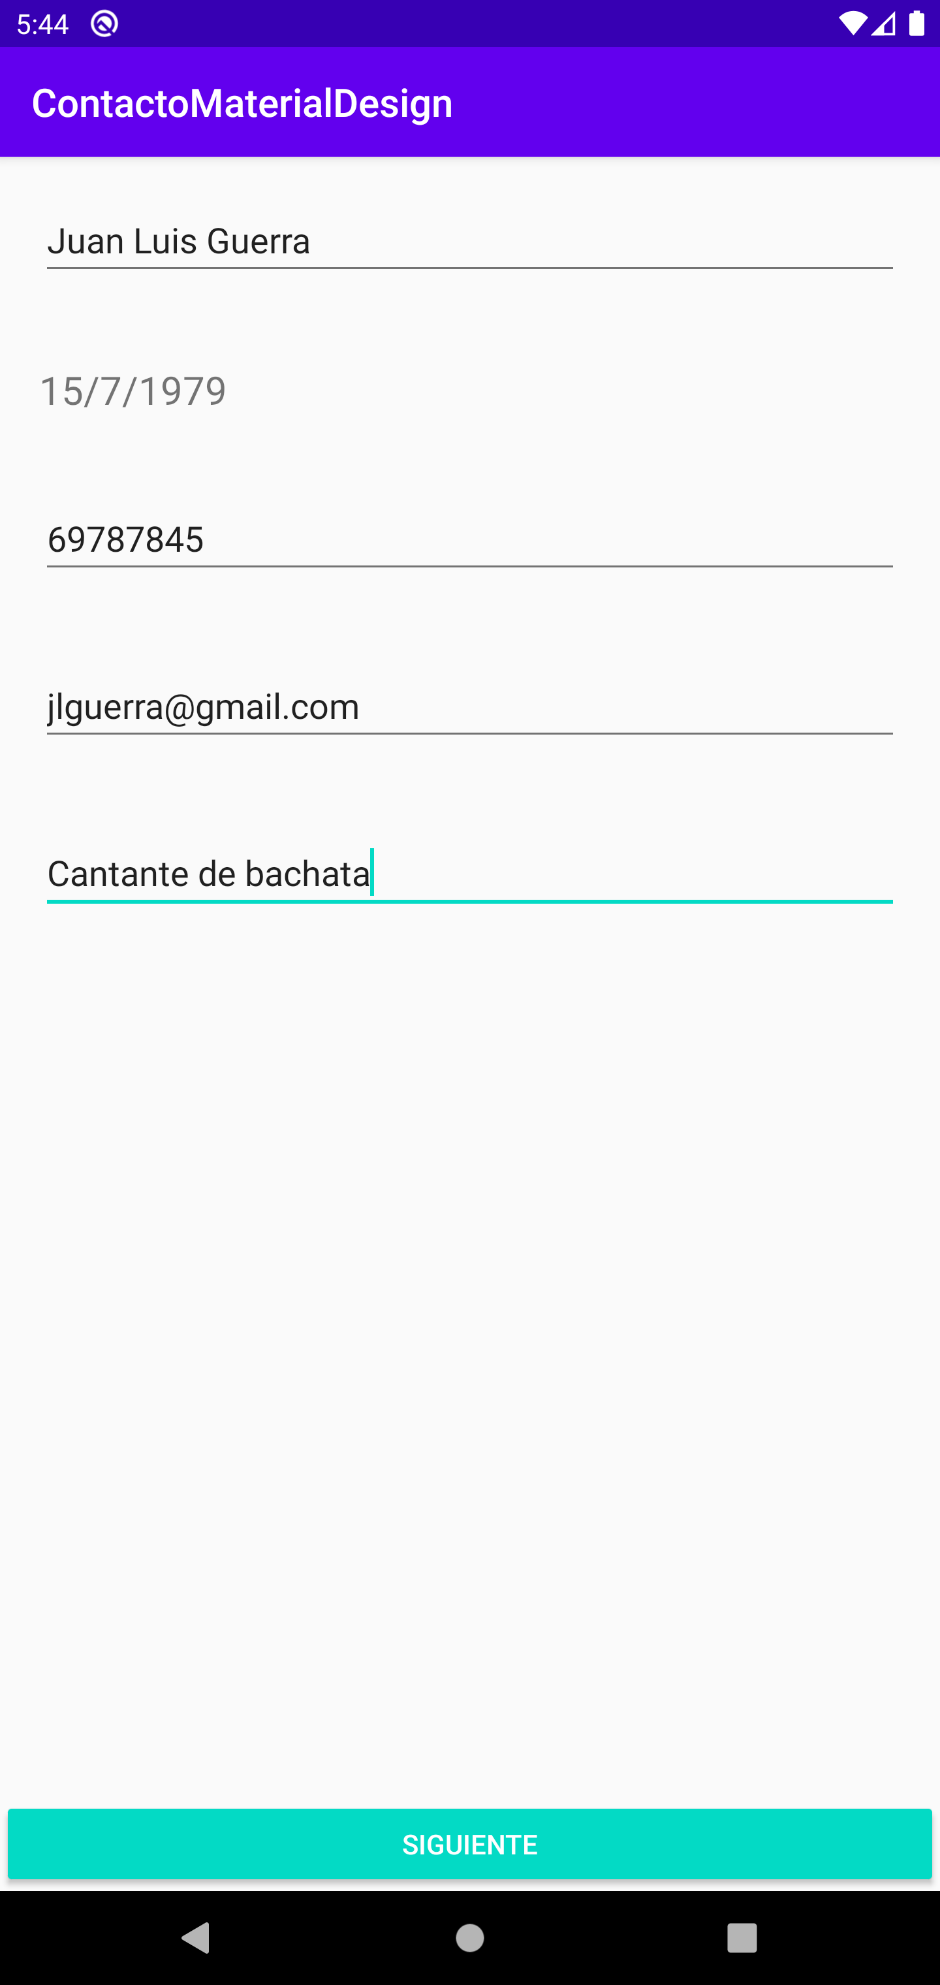 5:44
ContactoMaterialDesign
Juan Luis Guerra
15/7/1979
69787845
jlguerra@gmail.com
Cantante de bachata
SIGUIENTE